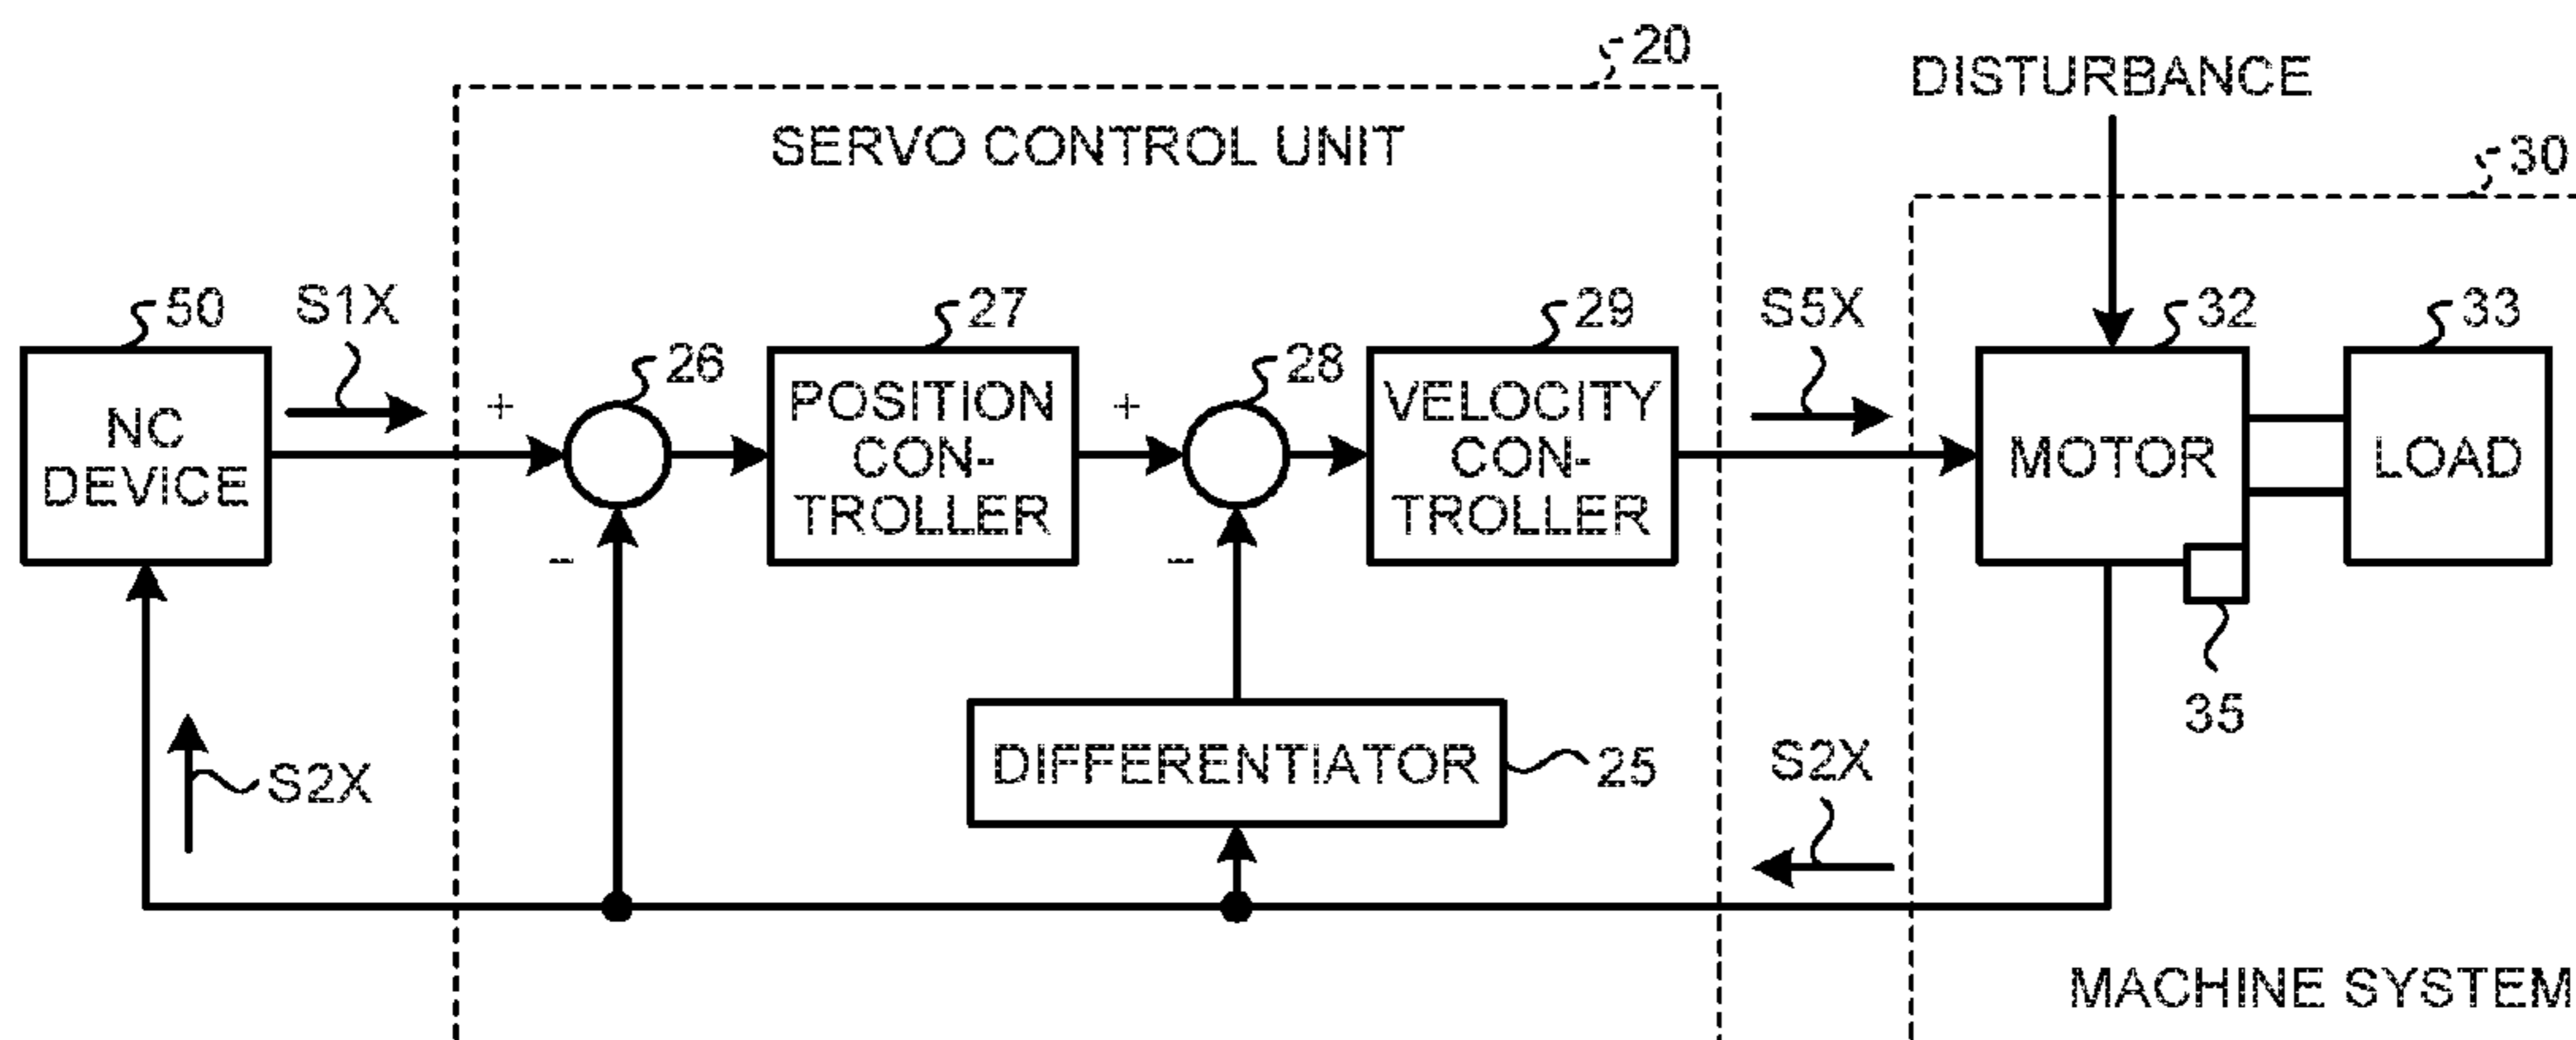 20
DISTURBANCE
SERVO CONTROL UNIT
30
50
S1X
26
27
28
29
S5X
32
33
NC
DEVICE
+
-
POSITION
CON-
TROLLER
+
-
VELOCITY
CON-
TROLLER
MOTOR
LOAD
35
S2X
DIFFERENTIATOR
25
S2X
MACHINE SYSTEM